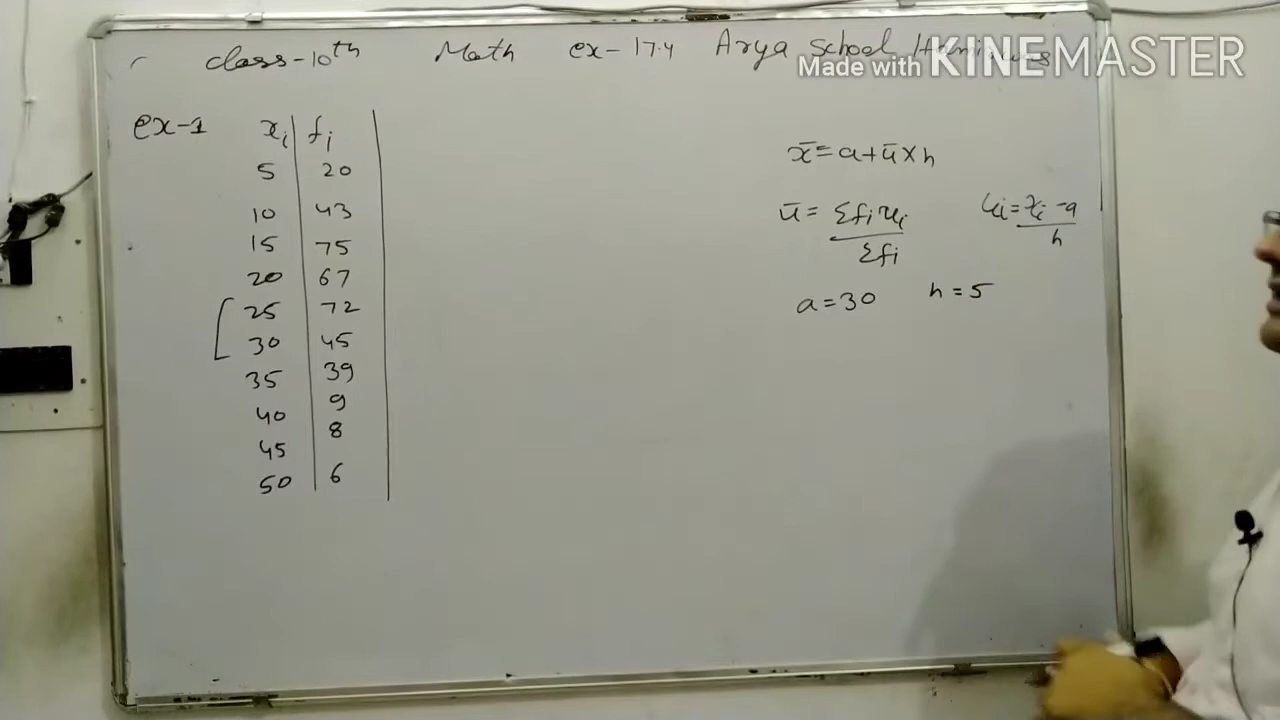 class-10th Math ex-17.4 Arya School
Made with KINEMASTER
ex-1 xi fi
5 20
10 43
15 75
20 67
25 72
30 45
35 39
40 9
45 8
50 6
x̄ = a + ū × h
ū = Σfiui / Σfi
ui = xi - a / h
a = 30 h = 5